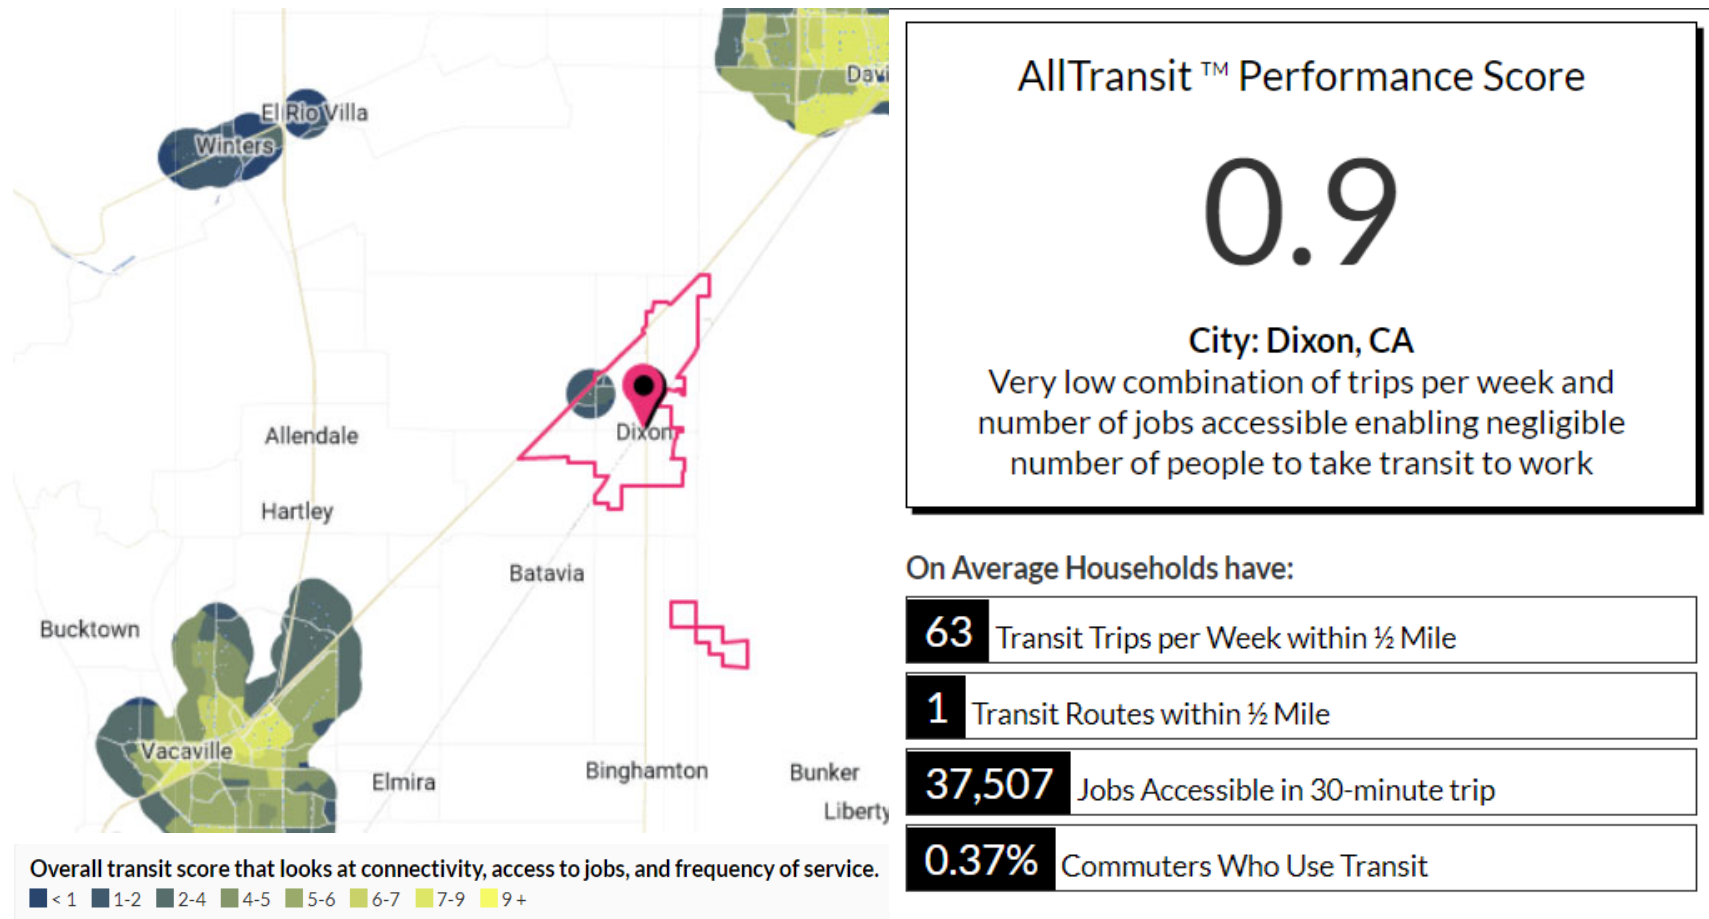 El Rio Villa
Winters
Davi
Dixon
Allendale
Hartley
Batavia
Bucktown
Vacaville
Elmira
Binghamton
Bunker
Liberty
Overall transit score that looks at connectivity, access to jobs, and frequency of service.
< 1 1-2 2-4 4-5 5-6 6-7 7-9 9 +
AllTransit ™ Performance Score
0.9
City: Dixon, CA
Very low combination of trips per week and
number of jobs accessible enabling negligible
number of people to take transit to work
On Average Households have:
63 Transit Trips per Week within ½ Mile
1 Transit Routes within ½ Mile
37,507 Jobs Accessible in 30-minute trip
0.37% Commuters Who Use Transit